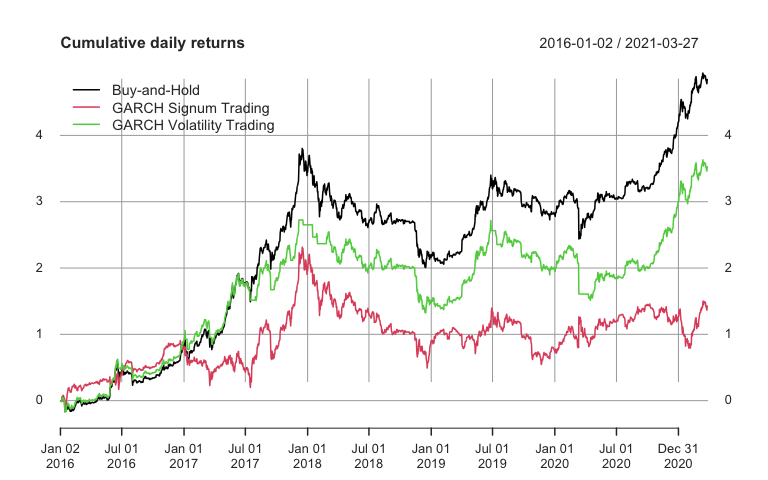 Cumulative daily returns
2016-01-02 / 2021-03-27
Buy-and-Hold
GARCH Signum Trading
GARCH Volatility Trading
4 4
3 3
2 2
1 1
0 0
Jan 02 Jul 01 Jan 01 Jul 01 Jan 01 Jul 01 Jan 01 Jul 01 Jan 01 Jul 01 Dec 31
2016 2016 2017 2017 2018 2018 2019 2019 2020 2020 2020